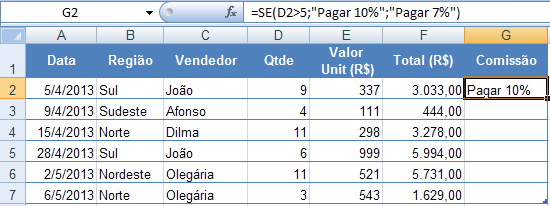 G2 fx =SE(D2>5;"Pagar 10%";"Pagar 7%")
A B C D E F G
1 Data Região Vendedor Qtde Valor Unit (R$) Total (R$) Comissão
2 5/4/2013 Sul João 9 337 3.033,00 Pagar 10%
3 9/4/2013 Sudeste Afonso 4 111 444,00
4 15/4/2013 Norte Dilma 11 298 3.278,00
5 28/4/2013 Sul João 6 999 5.994,00
6 2/5/2013 Nordeste Olegária 11 521 5.731,00
7 6/5/2013 Norte Olegária 3 543 1.629,00